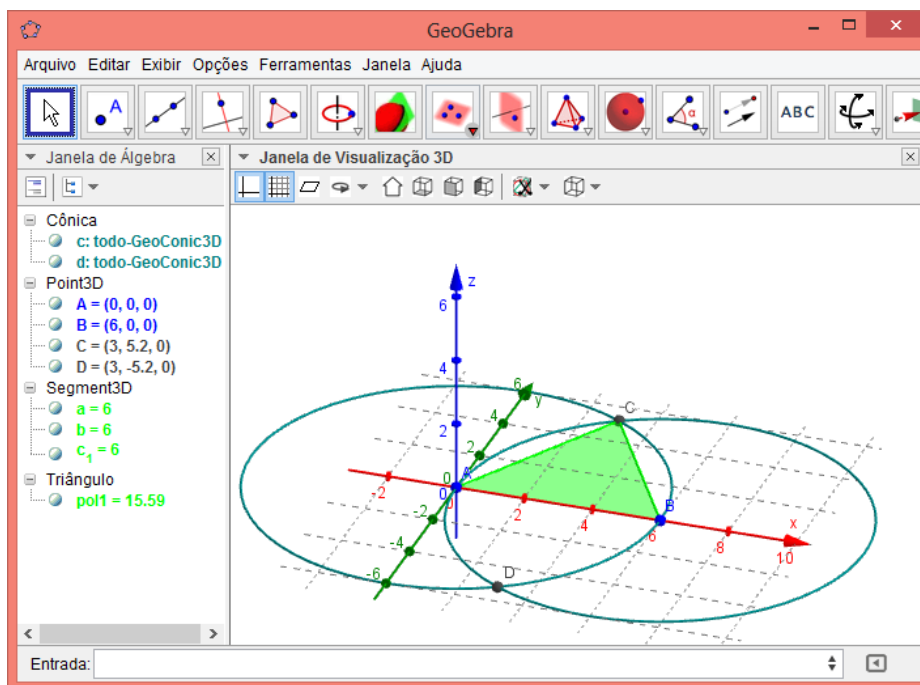 GeoGebra
Arquivo Editar Exibir Opções Ferramentas Janela Ajuda
A
α
ABC
Janela de Álgebra
Janela de Visualização 3D
Cônica
c: todo-GeoConic3D
d: todo-GeoConic3D
Point3D
A = (0, 0, 0)
B = (6, 0, 0)
C = (3, 5.2, 0)
D = (3, -5.2, 0)
Segment3D
a = 6
b = 6
c₁ = 6
Triângulo
pol1 = 15.59
z
6
4
2
0
6
y
4
2
0
-2
-4
-6
-2
0
2
4
6
8
10
x
A
B
C
D
Entrada: